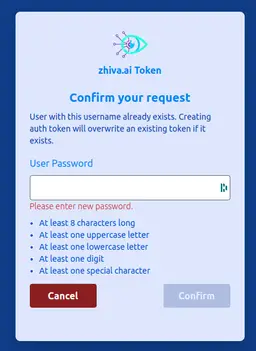 zhiva.ai Token
Confirm your request
User with this username already exists. Creating
auth token will overwrite an existing token if it
exists.
User Password
Please enter new password.
• At least 8 characters long
• At least one uppercase letter
• At least one lowercase letter
• At least one digit
• At least one special character
Cancel
Confirm